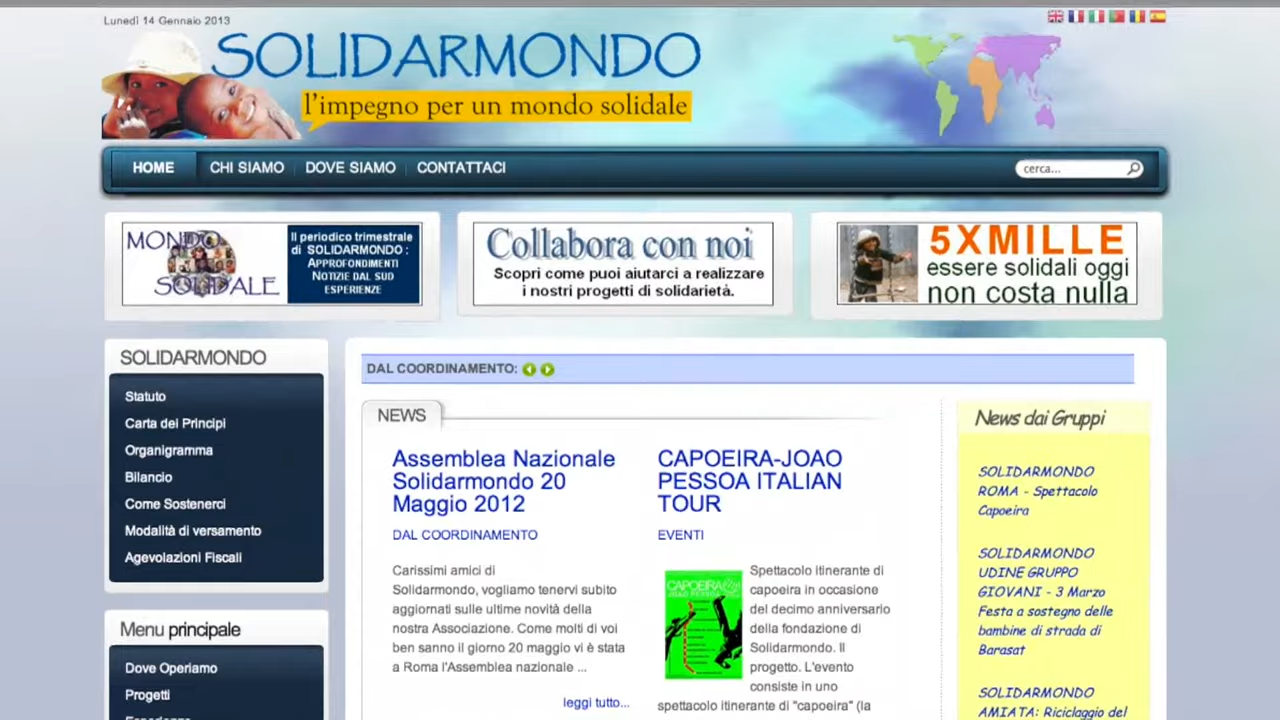 Lunedì 14 Gennaio 2013
SOLIDARMONDO
l'impegno per un mondo solidale
HOME CHI SIAMO DOVE SIAMO CONTATTACI
cerca...
MONDO
SOLIDALE
Il periodico trimestrale
di SOLIDARMONDO :
APPROFONDIMENTI
NOTIZIE DAL SUD
ESPERIENZE
Collabora con noi
Scopri come puoi aiutarci a realizzare
i nostri progetti di solidarietà.
5XMILLE
essere solidali oggi
non costa nulla
SOLIDARMONDO
Statuto
Carta dei Principi
Organigramma
Bilancio
Come Sostenerci
Modalità di versamento
Agevolazioni Fiscali
Menu principale
Dove Operiamo
Progetti
Esperienze
DAL COORDINAMENTO:
NEWS
Assemblea Nazionale
Solidarmondo 20
Maggio 2012
DAL COORDINAMENTO
Carissimi amici di
Solidarmondo, vogliamo tenervi subito
aggiornati sulle ultime novità della
nostra Associazione. Come molti di voi
ben sanno il giorno 20 maggio vi è stata
a Roma l'Assemblea nazionale ...
leggi tutto...
CAPOEIRA-JOAO
PESSOA ITALIAN
TOUR
EVENTI
CAPOEIRA
JOAO PESSOA
Spettacolo itinerante di
capoeira in occasione
del decimo anniversario
della fondazione di
Solidarmondo. Il
progetto. L'evento
consiste in uno
spettacolo itinerante di "capoeira" (la
News dai Gruppi
SOLIDARMONDO
ROMA - Spettacolo
Capoeira
SOLIDARMONDO
UDINE GRUPPO
GIOVANI - 3 Marzo
Festa a sostegno delle
bambine di strada di
Barasat
SOLIDARMONDO
AMIATA: Riciclaggio del